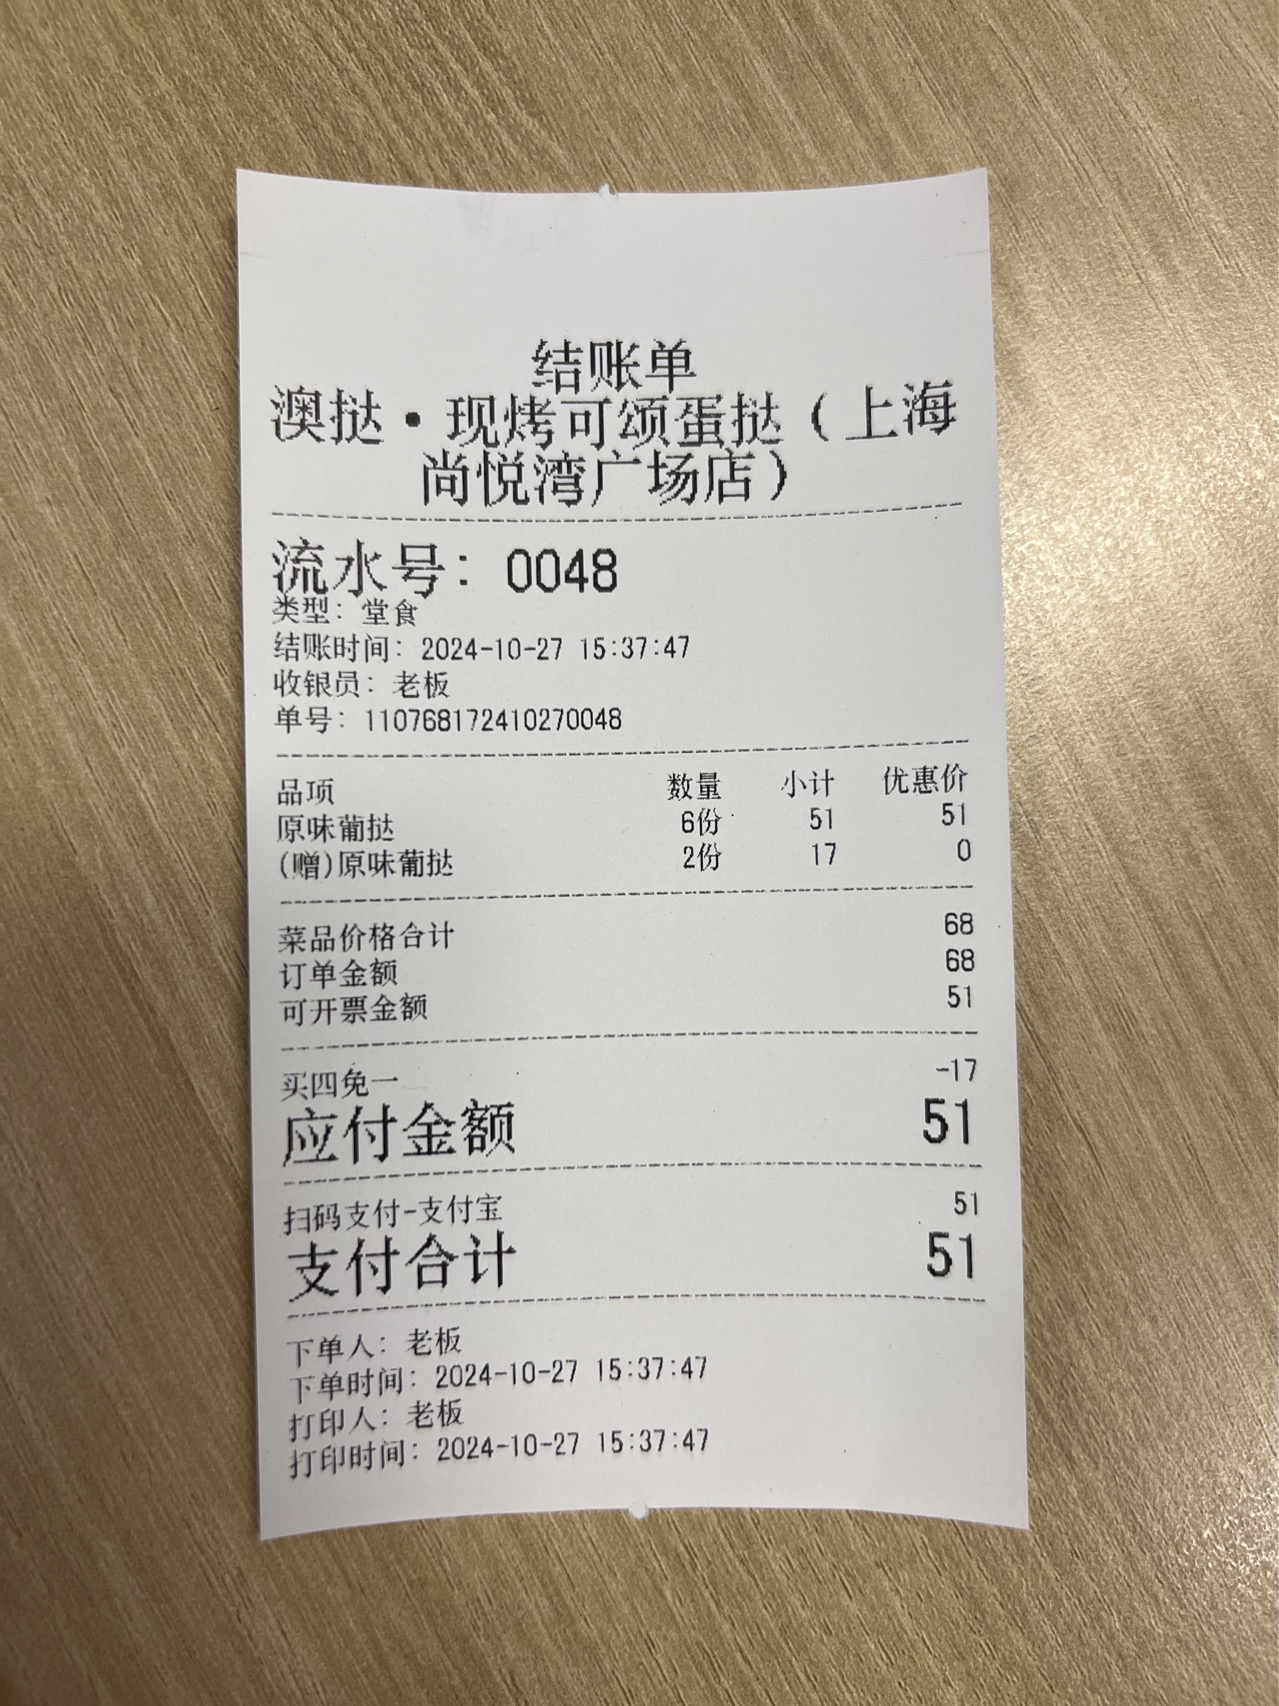 结账单
澳挞·现烤可颂蛋挞(上海
尚悦湾广场店)
流水号: 0048
类型: 堂食
结账时间: 2024-10-27 15:37:47
收银员: 老板
单号: 110768172410270048
品项 数量 小计 优惠价
原味葡挞 6份 51 51
(赠)原味葡挞 2份 17 0
菜品价格合计 68
订单金额 68
可开票金额 51
买四免一 -17
应付金额 51
扫码支付-支付宝 51
支付合计 51
下单人: 老板
下单时间: 2024-10-27 15:37:47
打印人: 老板
打印时间: 2024-10-27 15:37:47